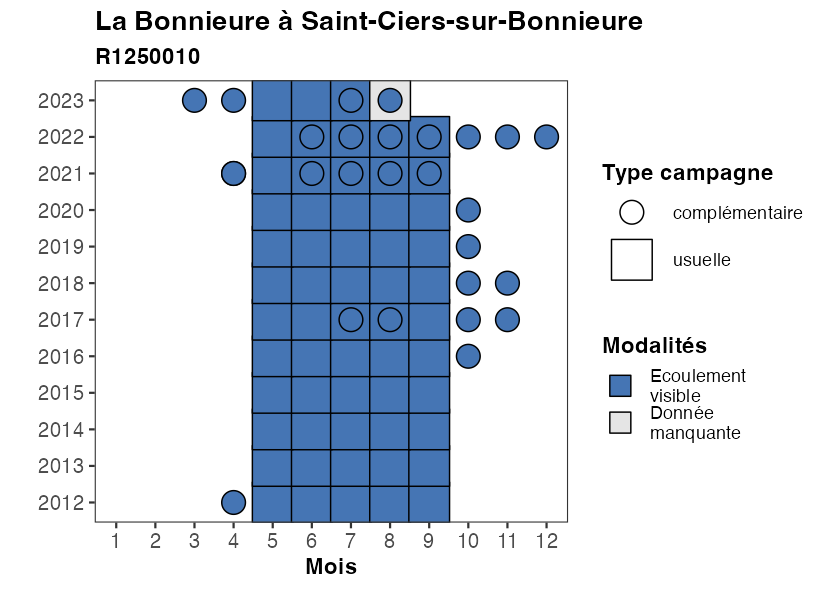 La Bonnieure à Saint-Ciers-sur-Bonnieure
R1250010
2023
2022
2021
2020
2019
2018
2017
2016
2015
2014
2013
2012
1 2 3 4 5 6 7 8 9 10 11 12
Mois
Type campagne
complémentaire
usuelle
Modalités
Ecoulement
visible
Donnée
manquante